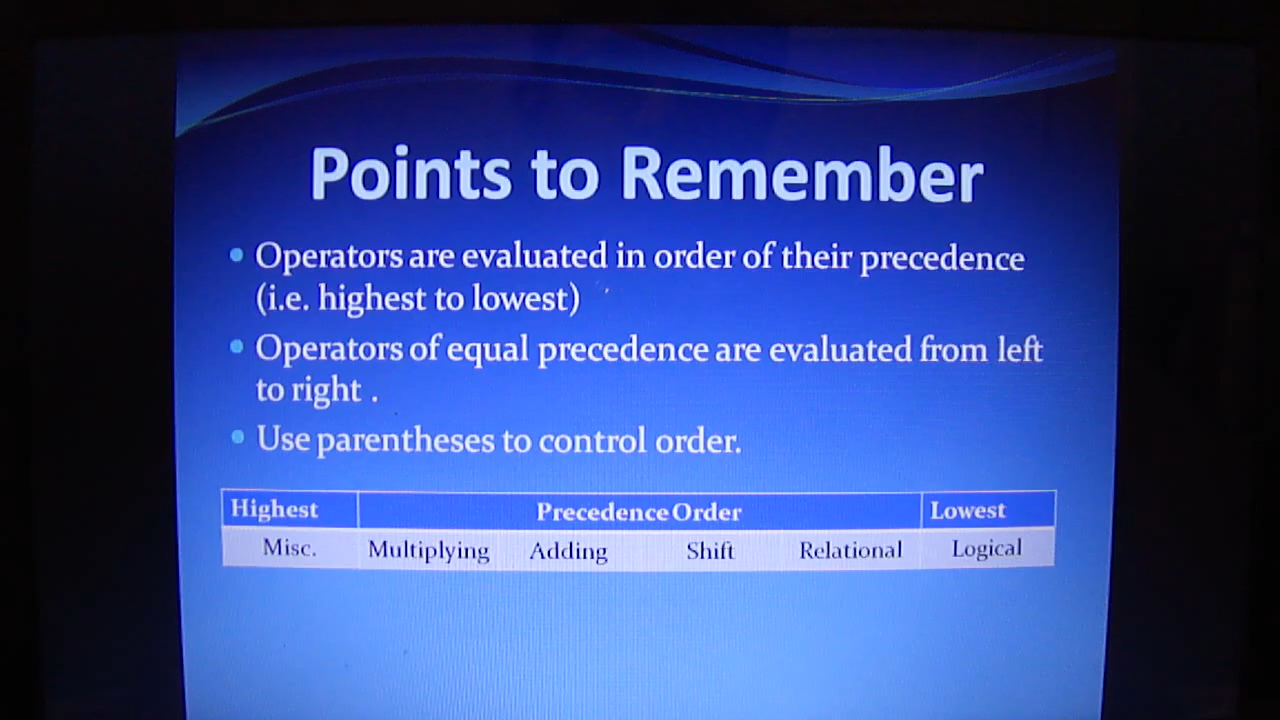 Points to Remember
• Operators are evaluated in order of their precedence
(i.e. highest to lowest)
• Operators of equal precedence are evaluated from left
to right .
• Use parentheses to control order.
Highest Precedence Order Lowest
Misc. Multiplying Adding Shift Relational Logical